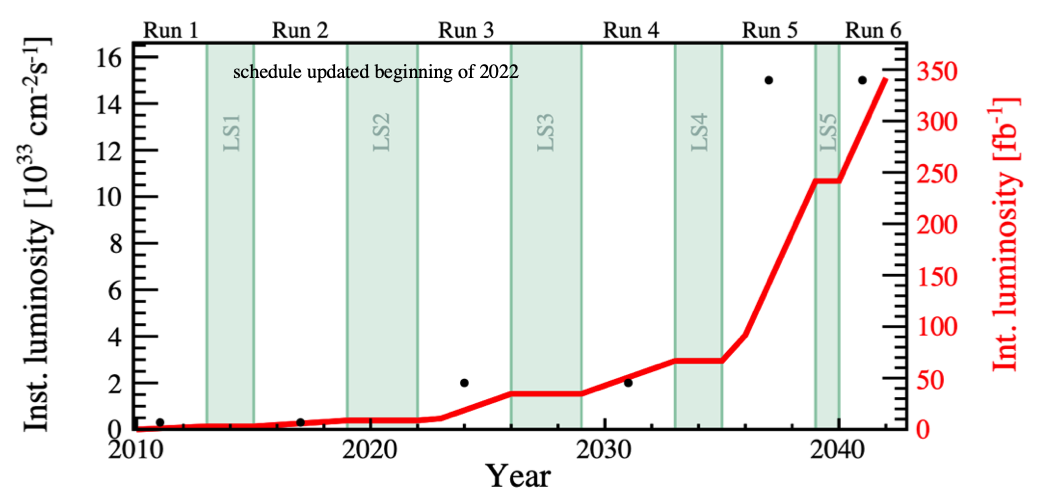 Run 1 Run 2 Run 3 Run 4 Run 5 Run 6
schedule updated beginning of 2022
LS1 LS2 LS3 LS4 LS5
Inst. luminosity [10³³ cm⁻²s⁻¹]
16
14
12
10
8
6
4
2
0
350
300
250
200
150
100
50
0
Int. luminosity [fb⁻¹]
2010 2020 2030 2040
Year